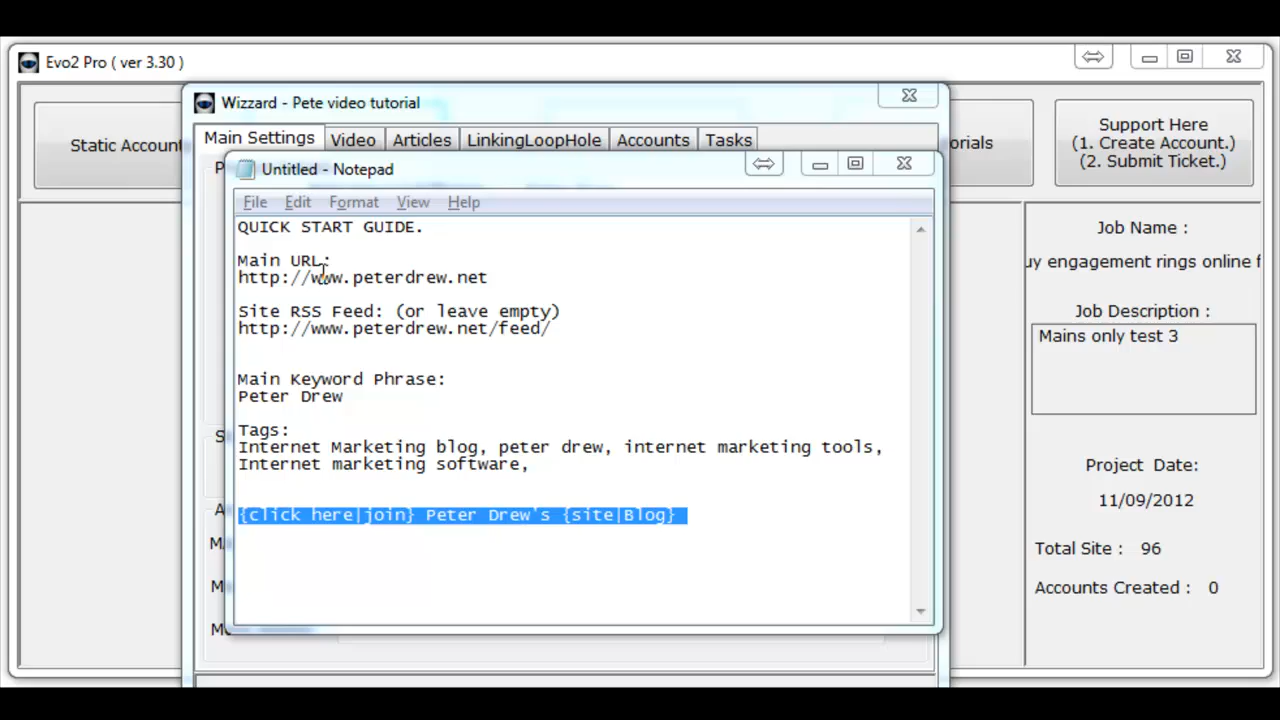 Evo2 Pro ( ver 3.30 )
Wizzard - Pete video tutorial
Static Accoun
orials
Support Here
(1. Create Account.)
(2. Submit Ticket.)
Main Settings
Video
Articles
LinkingLoopHole
Accounts
Tasks
Untitled - Notepad
File Edit Format View Help
QUICK START GUIDE.
Main URL:
http://www.peterdrew.net
Site RSS Feed: (or leave empty)
http://www.peterdrew.net/feed/
Main Keyword Phrase:
Peter Drew
Tags:
Internet Marketing blog, peter drew, internet marketing tools,
Internet marketing software,
{click here|join} Peter Drew's {site|Blog}
Job Name :
uy engagement rings online f
Job Description :
Mains only test 3
Project Date:
11/09/2012
Total Site : 96
Accounts Created : 0